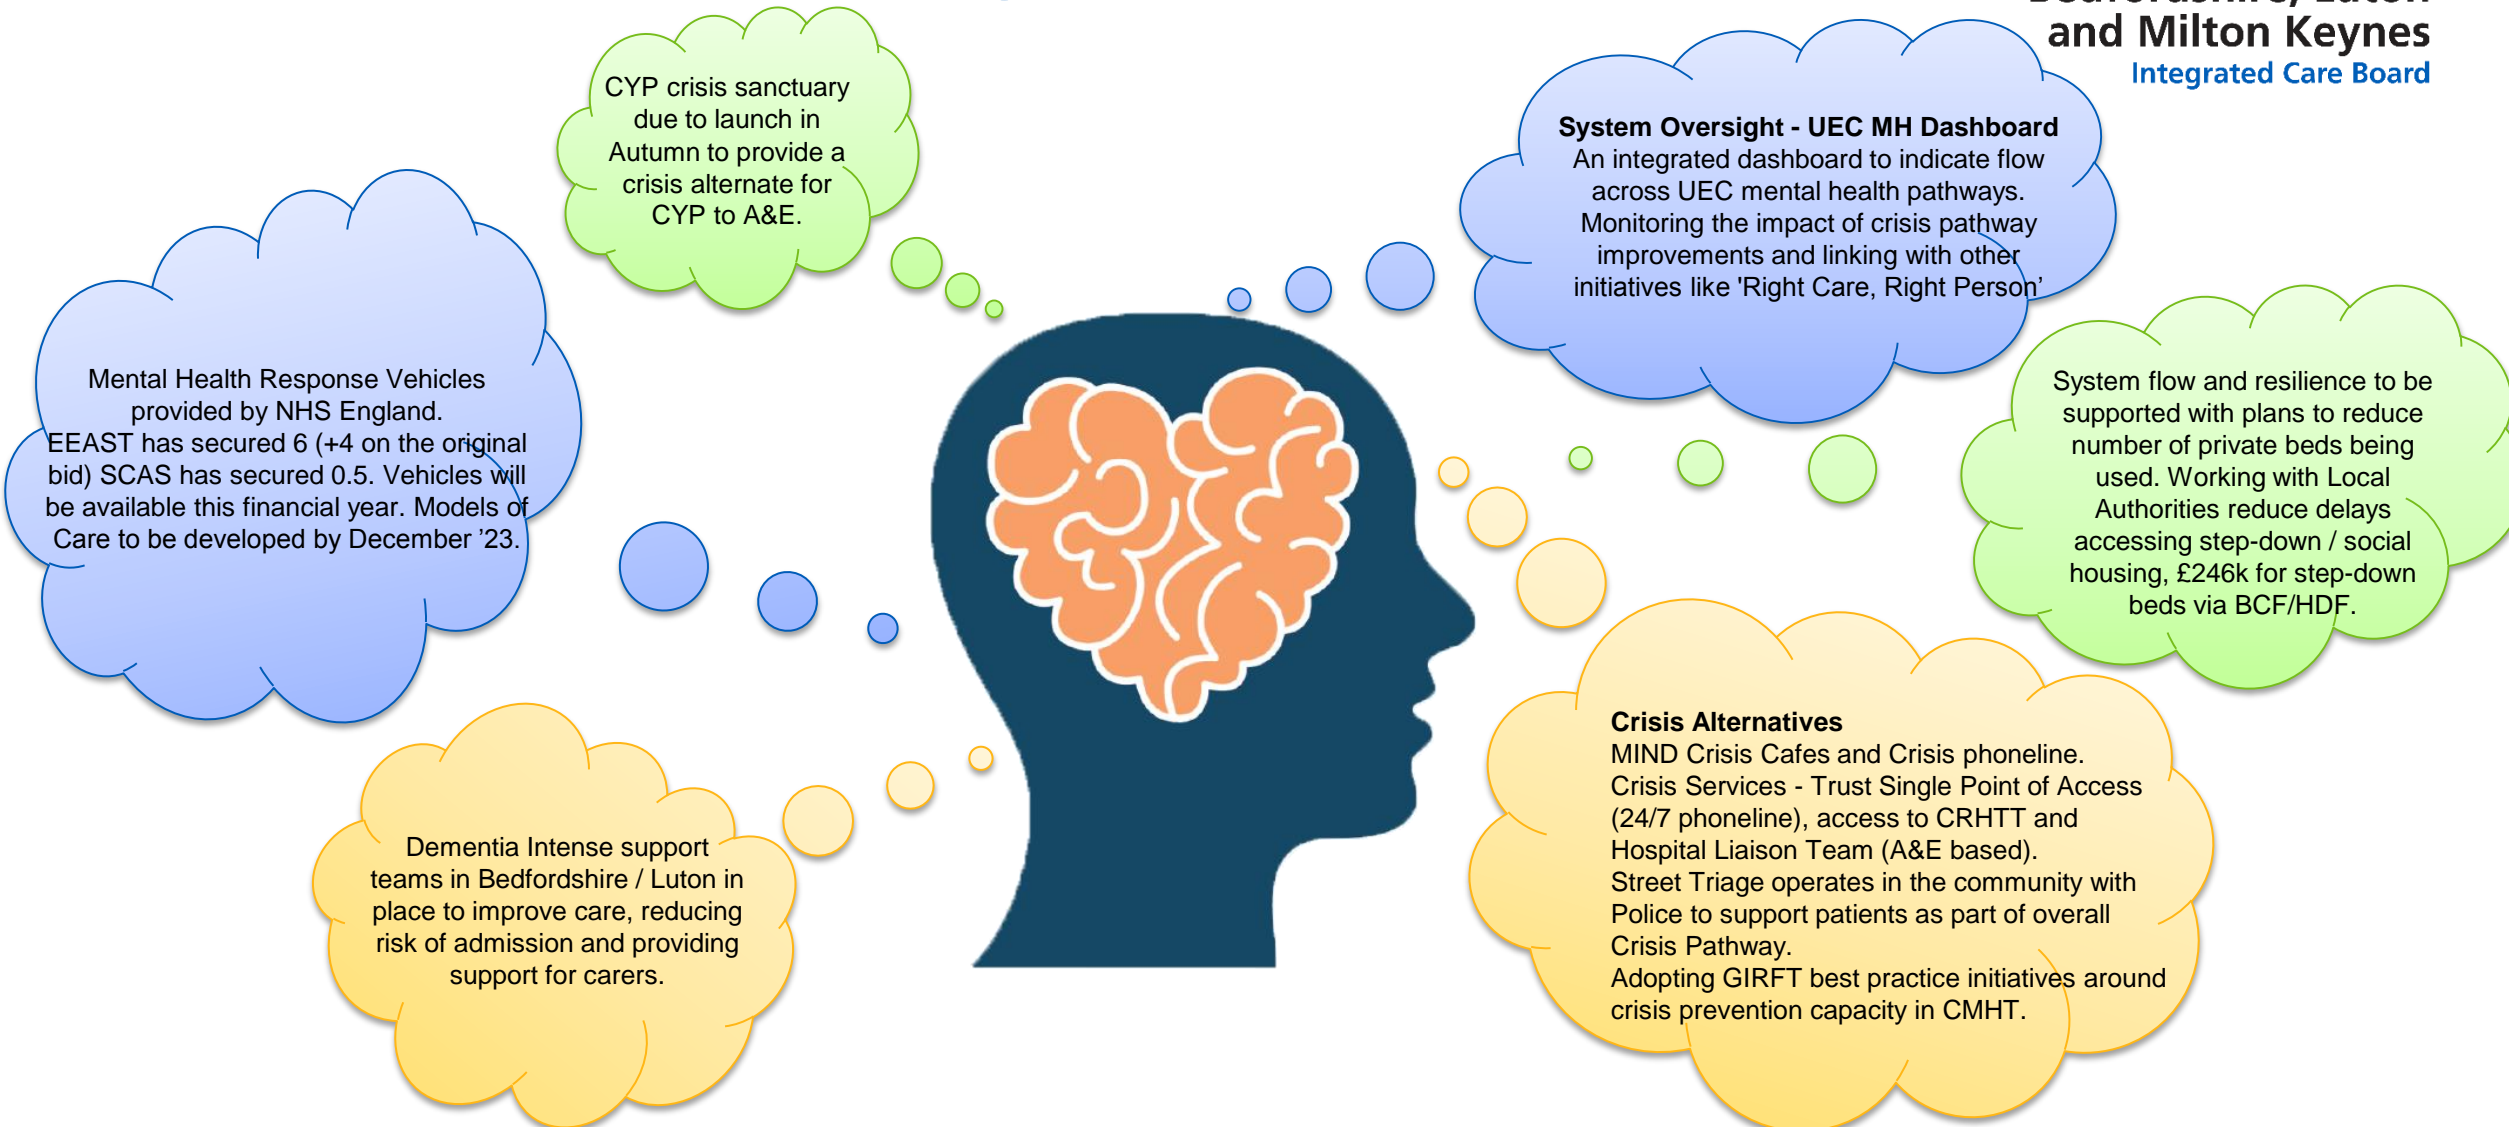 Bedfordshire, Luton
and Milton Keynes
Integrated Care Board
CYP crisis sanctuary
due to launch in
Autumn to provide a
crisis alternate for
CYP to A&E.
System Oversight - UEC MH Dashboard
An integrated dashboard to indicate flow
across UEC mental health pathways.
Monitoring the impact of crisis pathway
improvements and linking with other
initiatives like 'Right Care, Right Person’
Mental Health Response Vehicles
provided by NHS England.
EEAST has secured 6 (+4 on the original
bid) SCAS has secured 0.5. Vehicles will
be available this financial year. Models of
Care to be developed by December ’23.
System flow and resilience to be
supported with plans to reduce
number of private beds being
used. Working with Local
Authorities reduce delays
accessing step-down / social
housing, £246k for step-down
beds via BCF/HDF.
Dementia Intense support
teams in Bedfordshire / Luton in
place to improve care, reducing
risk of admission and providing
support for carers.
Crisis Alternatives
MIND Crisis Cafes and Crisis phoneline.
Crisis Services - Trust Single Point of Access
(24/7 phoneline), access to CRHTT and
Hospital Liaison Team (A&E based).
Street Triage operates in the community with
Police to support patients as part of overall
Crisis Pathway.
Adopting GIRFT best practice initiatives around
crisis prevention capacity in CMHT.